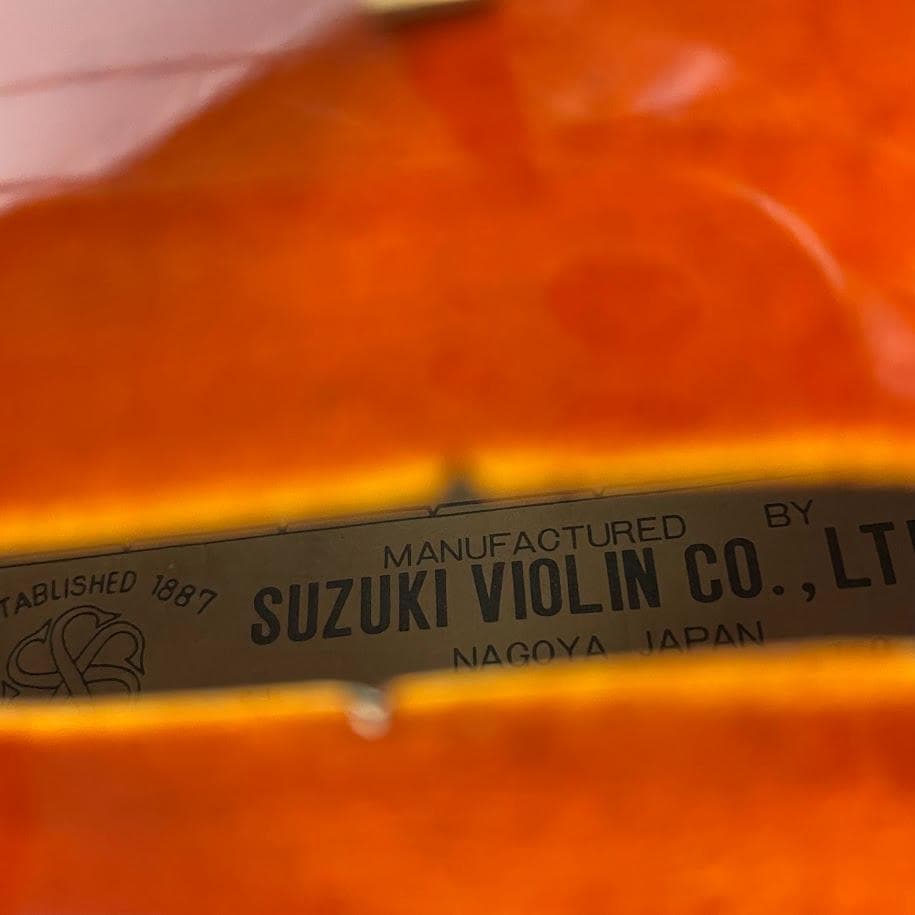 TABLISHED 1887
MANUFACTURED BY
SUZUKI VIOLIN CO., LT
NAGOYA JAPAN